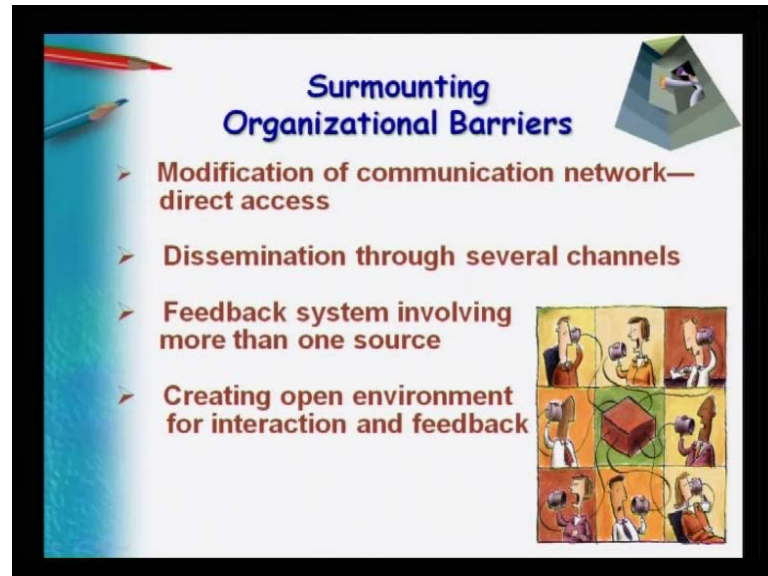 Surmounting
Organizational Barriers
➢ Modification of communication network—
direct access
➢ Dissemination through several channels
➢ Feedback system involving
more than one source
➢ Creating open environment
for interaction and feedback